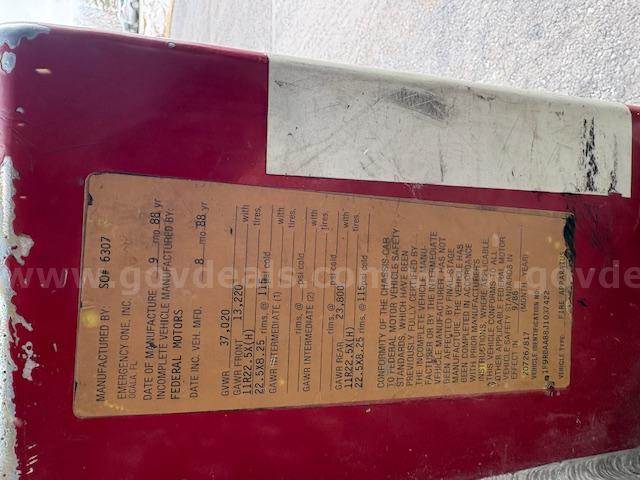 MANUFACTURED BY: SO# 6307
EMERGENCY ONE, INC.
OCALA FL
DATE OF MANUFACTURE 9 mo 88 yr
INCOMPLETE VEHICLE MANUFACTURED BY:
FEDERAL MOTORS
DATE INC. VEH. MFD. 8 mo 88 yr
GVWR 37,020
GAWR FRONT 13,220 with
11R22.5X(H) tires,
22.5X8.25 rims, @ 115 psi cold
GAWR INTERMEDIATE (1) with
tires,
rims, @ psi cold
GAWR INTERMEDIATE (2) with
tires,
rims, @ psi cold
GAWR REAR 23,800 with
11R22.5X(H) tires,
22.5X8.25 rims, @ 115 psi cold
CONFORMITY OF THE CHASSIS-CAB
TO FEDERAL MOTOR VEHICLE SAFETY
STANDARDS, WHICH HAVE BEEN
PREVIOUSLY FULLY CERTIFIED BY
THE INCOMPLETE VEHICLE MANU-
FACTURER OR BY THE INTERMEDIATE
VEHICLE MANUFACTURER, HAS NOT
BEEN AFFECTED BY FINAL-STAGE
MANUFACTURE. THE VEHICLE HAS
BEEN COMPLETED IN ACCORDANCE
WITH PRIOR MANUFACTURERS'
INSTRUCTIONS, WHERE APPLICABLE.
THIS VEHICLE CONFORMS TO ALL
OTHER APPLICABLE FEDERAL MOTOR
VEHICLE SAFETY STANDARDS IN
EFFECT IN 9/88
(MONTH, YEAR)
VEHICLE IDENTIFICATION NO.
VEHICLE TYPE FIRE APPARATUS
www.govdeals.com